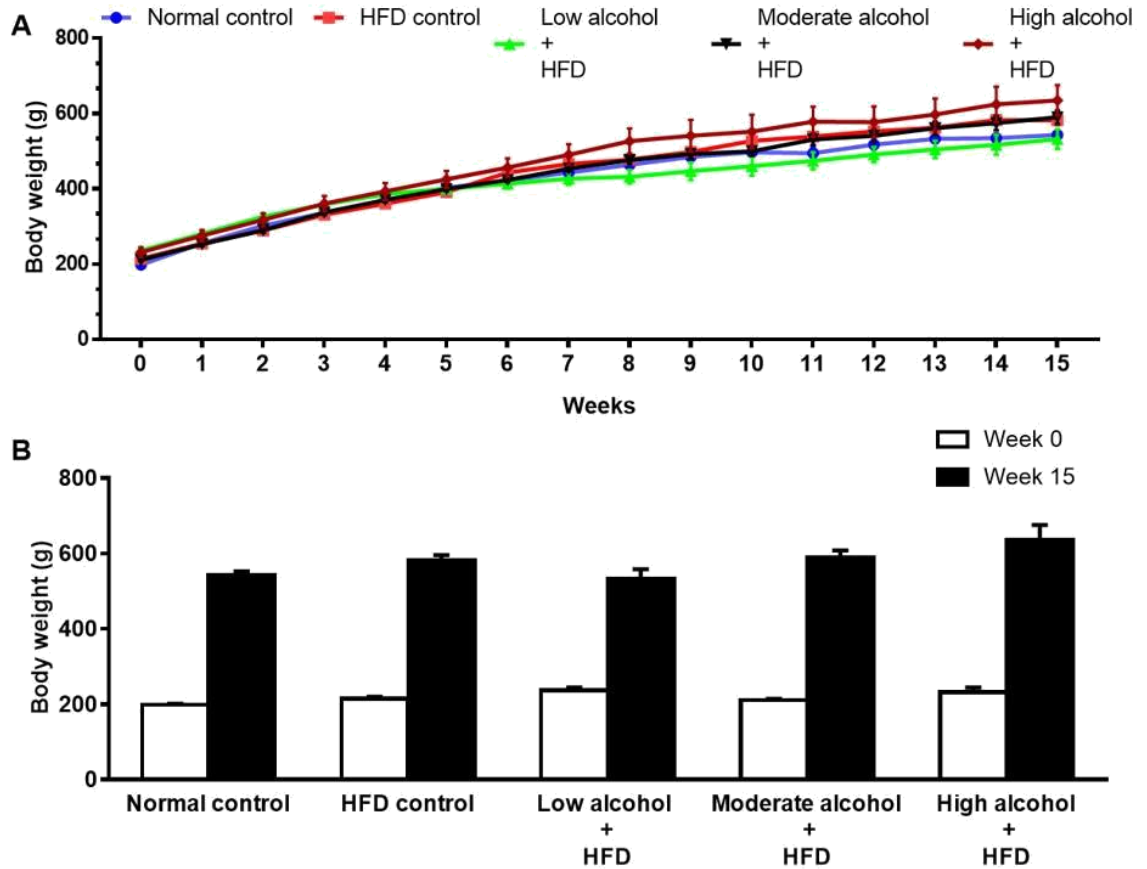 A
Normal control
HFD control
Low alcohol
+
HFD
Moderate alcohol
+
HFD
High alcohol
+
HFD
Body weight (g)
800
600
400
200
0
0 1 2 3 4 5 6 7 8 9 10 11 12 13 14 15
Weeks
B
Week 0
Week 15
Body weight (g)
800
600
400
200
0
Normal control
HFD control
Low alcohol
+
HFD
Moderate alcohol
+
HFD
High alcohol
+
HFD